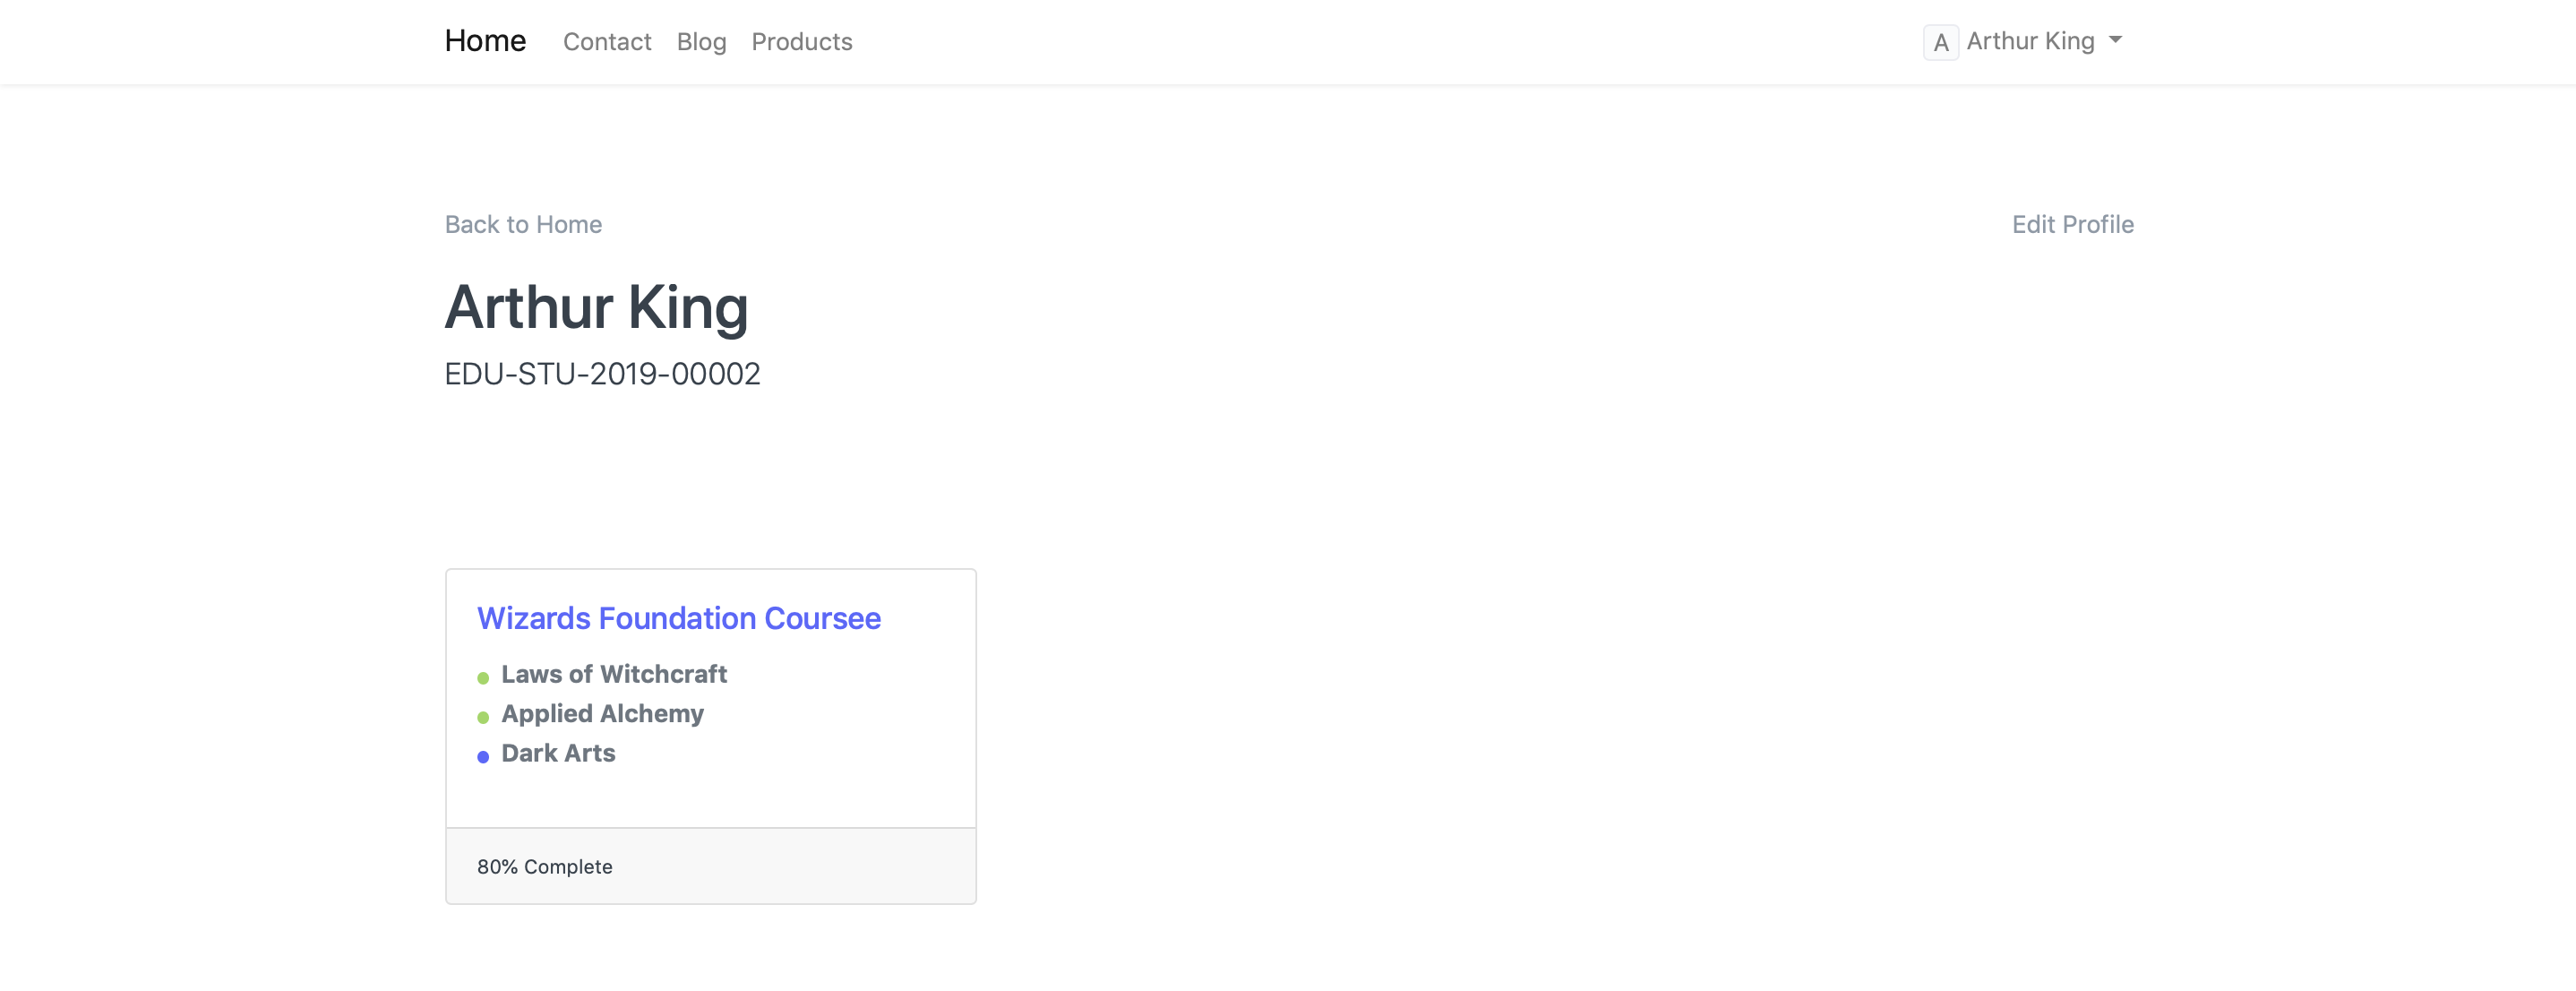 Home Contact Blog Products A Arthur King
Back to Home Edit Profile
Arthur King
EDU-STU-2019-00002
Wizards Foundation Coursee
Laws of Witchcraft
Applied Alchemy
Dark Arts
80% Complete